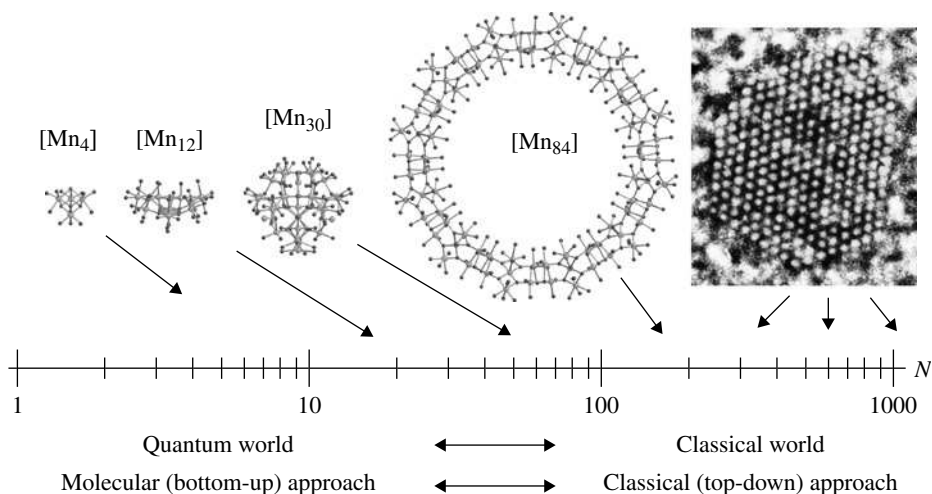 [Mn₄]
[Mn₁₂]
[Mn₃₀]
[Mn₈₄]
N
1 10 100 1000
Quantum world Classical world
Molecular (bottom-up) approach Classical (top-down) approach